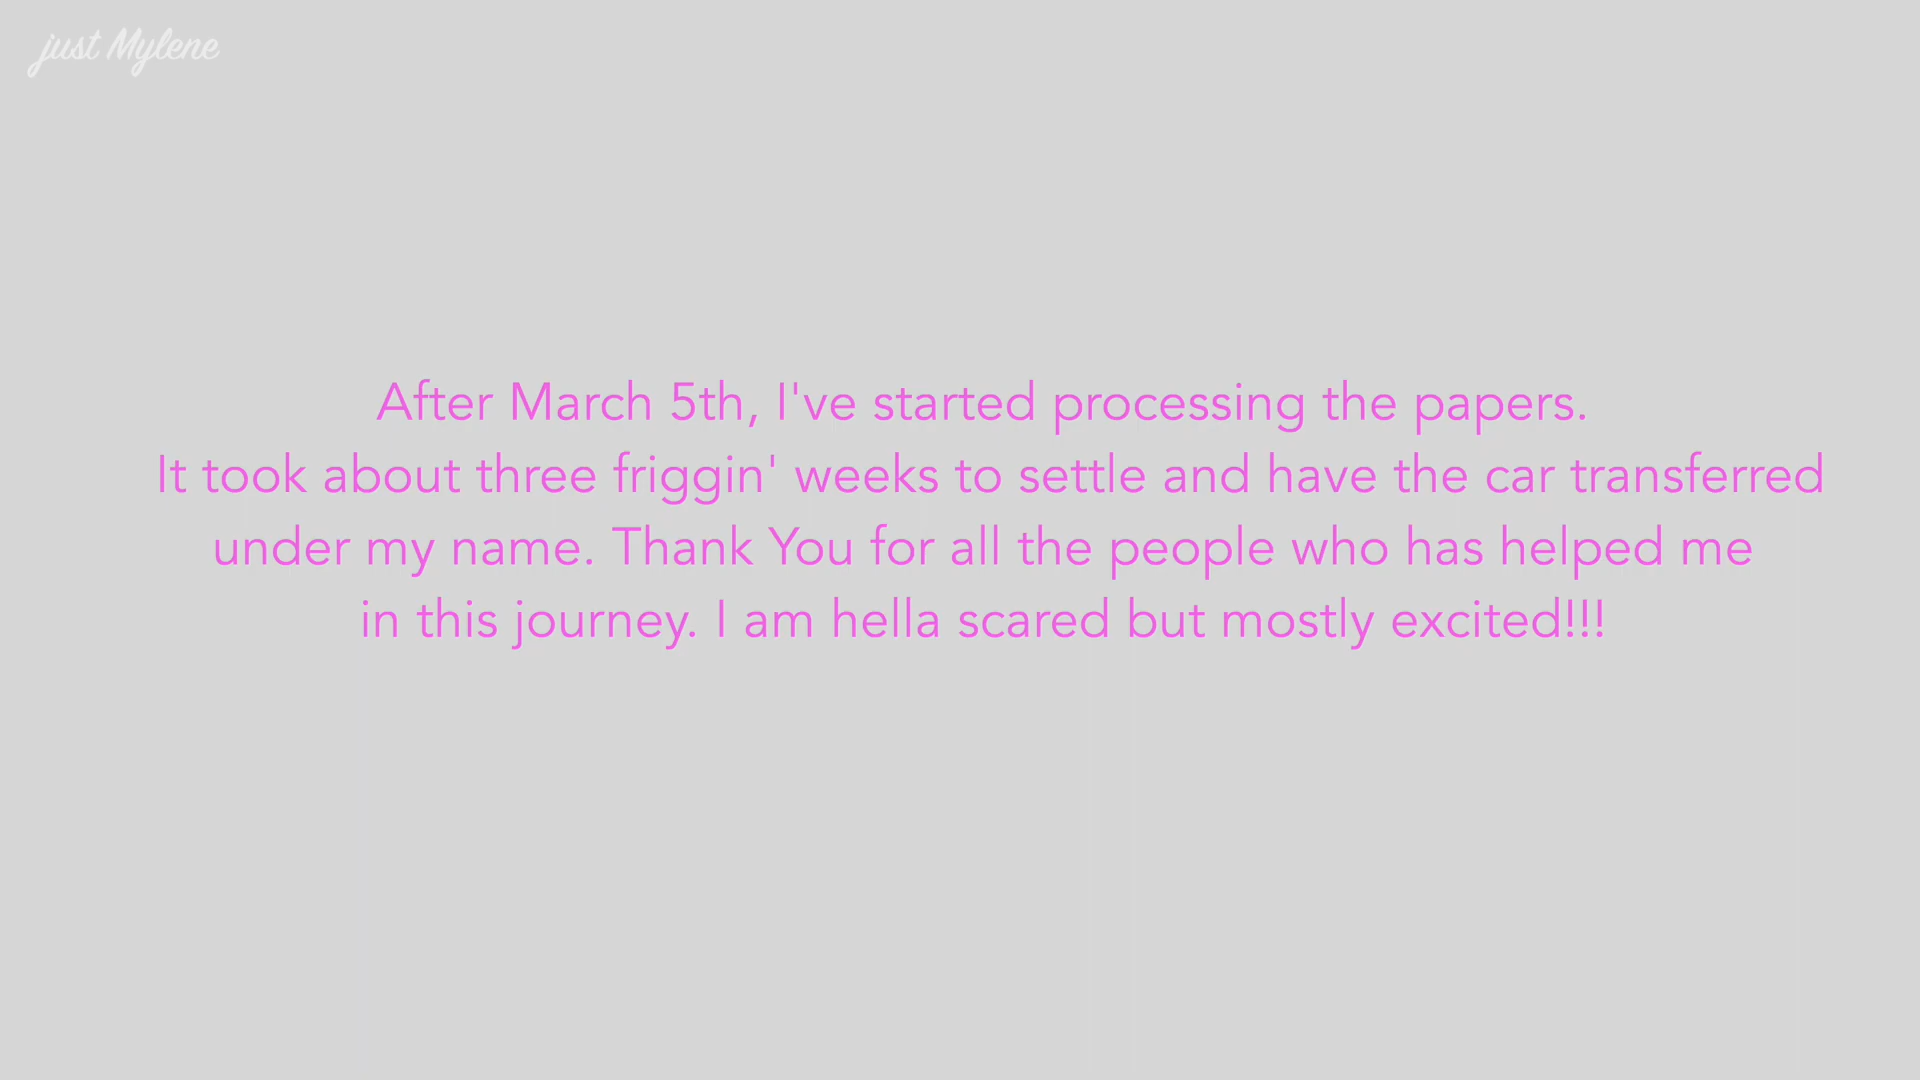 just Mylene
After March 5th, I've started processing the papers.
It took about three friggin' weeks to settle and have the car transferred
under my name. Thank You for all the people who has helped me
in this journey. I am hella scared but mostly excited!!!